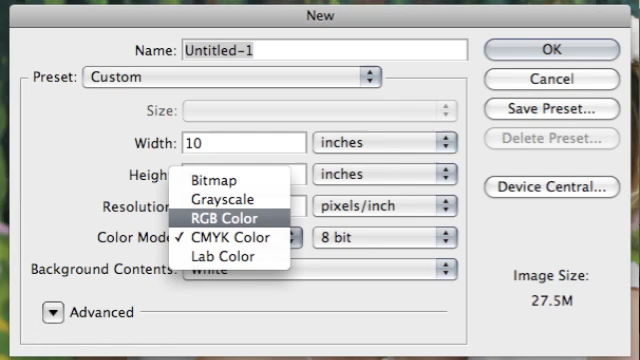 New
Name: Untitled-1
OK
Preset: Custom
Cancel
Size:
Save Preset...
Width: 10 inches
Delete Preset...
Heigh inches
Bitmap
Device Central...
Grayscale
Resolution pixels/inch
RGB Color
Color Mode ✓ CMYK Color 8 bit
Lab Color
Background Contents: White
Image Size:
27.5M
Advanced